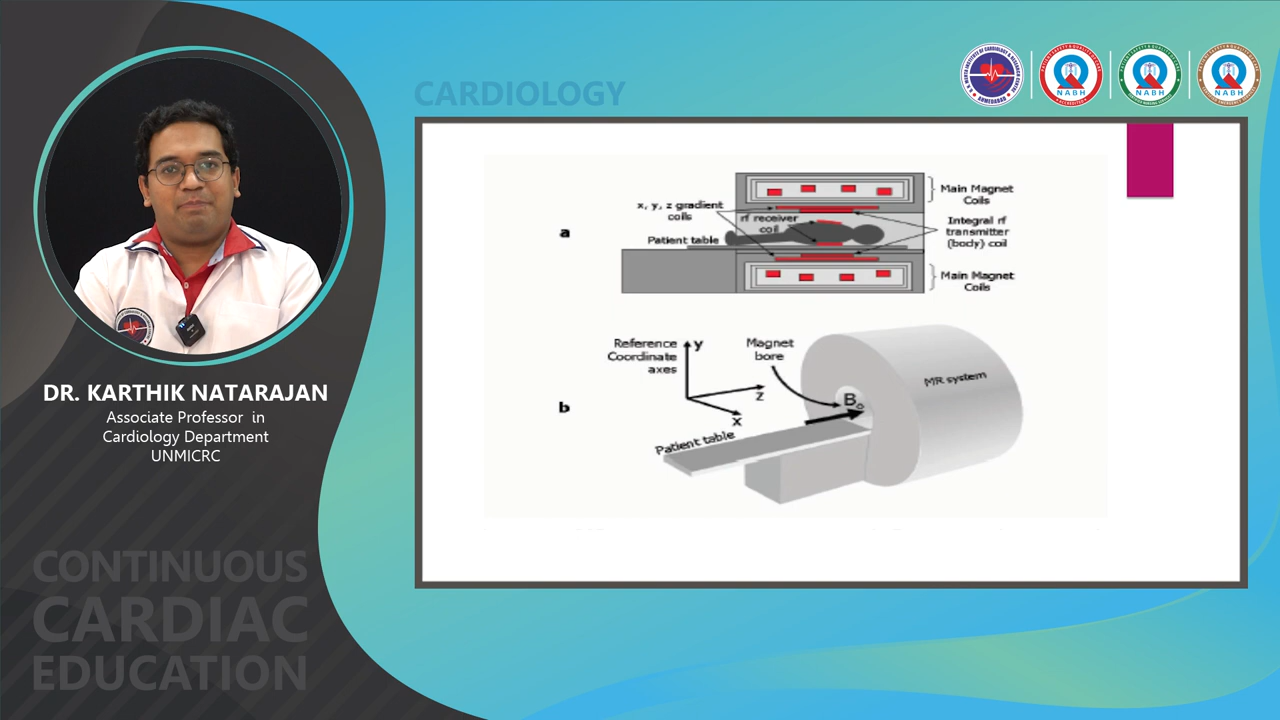 CARDIOLOGY
NABH
NABH
NABH
DR. KARTHIK NATARAJAN
Associate Professor in
Cardiology Department
UNMICRC
CONTINUOUS
CARDIAC
EDUCATION
a
x, y, z gradient
coils
rf receiver
coil
Patient table
Main Magnet
Coils
Integral rf
transmitter
(body) coil
Main Magnet
Coils
b
Reference
Coordinate
axes
y
z
x
Magnet
bore
B₀
MR system
Patient table